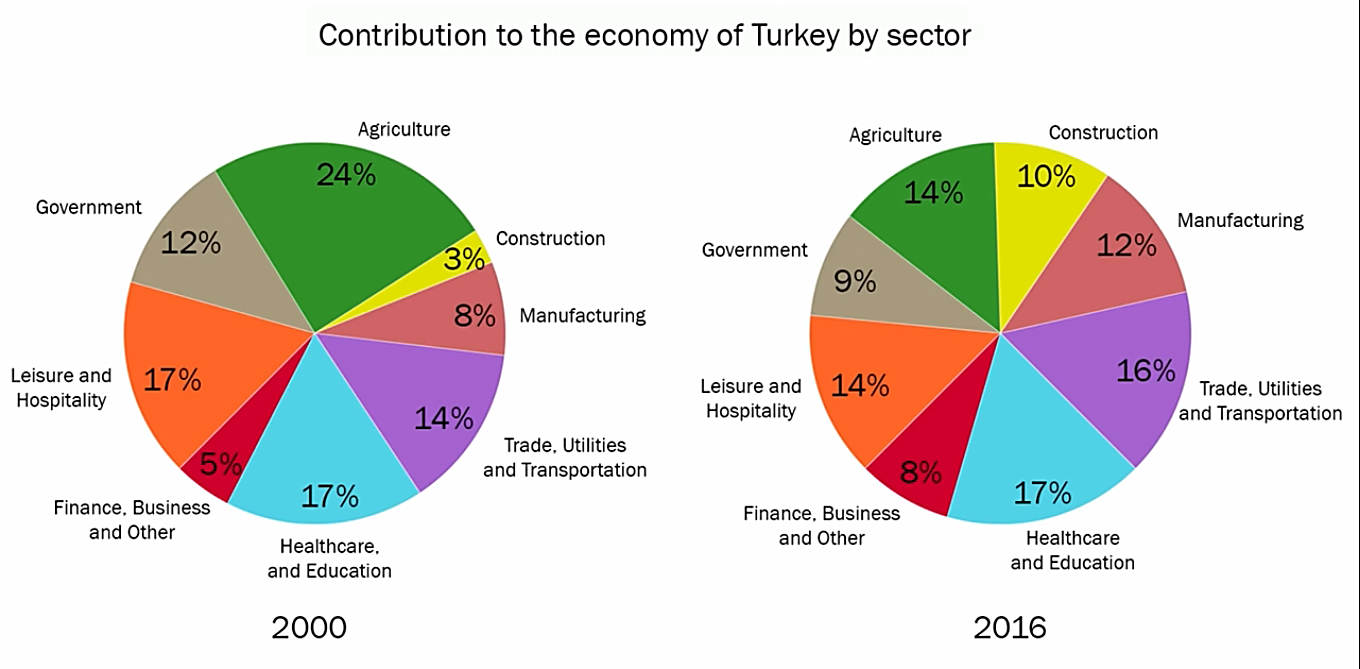 Contribution to the economy of Turkey by sector
Agriculture
24%
Government
12%
Construction
3%
Manufacturing
8%
Leisure and
Hospitality
17%
14%
Trade, Utilities
and Transportation
5%
Finance, Business
and Other
17%
Healthcare,
and Education
2000
Agriculture
14%
Construction
10%
Manufacturing
12%
Government
9%
16%
Trade, Utilities
and Transportation
Leisure and
Hospitality
14%
8%
Finance, Business
and Other
17%
Healthcare
and Education
2016